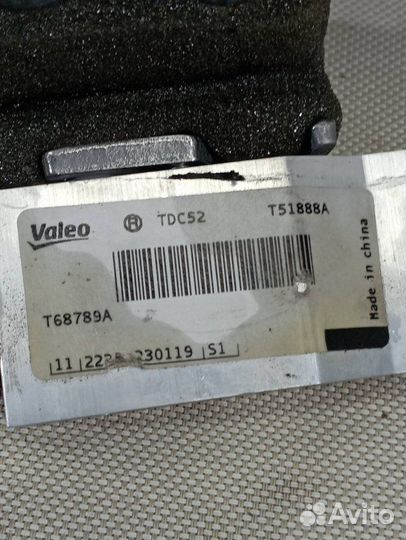 Valeo ® TDC52 T51888A
T68789A
Made in china
11 230119 S1
Avito